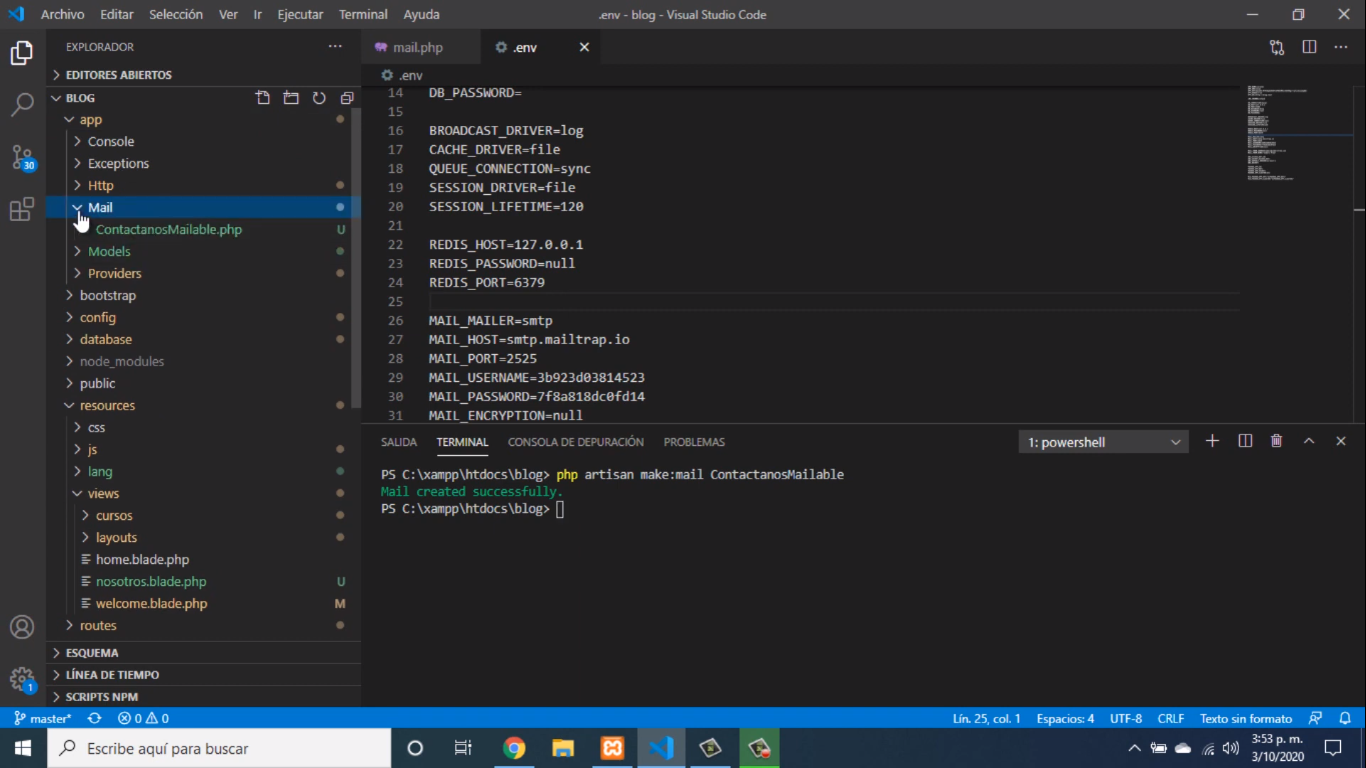 Archivo Editar Selección Ver Ir Ejecutar Terminal Ayuda .env - blog - Visual Studio Code
EXPLORADOR
EDITORES ABIERTOS
BLOG
app
Console
Exceptions
Http
Mail
ContactanosMailable.php U
Models
Providers
bootstrap
config
database
node_modules
public
resources
css
js
lang
views
cursos
layouts
home.blade.php
nosotros.blade.php U
welcome.blade.php M
routes
ESQUEMA
LÍNEA DE TIEMPO
SCRIPTS NPM
30
1
mail.php .env
.env
14 DB_PASSWORD=
15
16 BROADCAST_DRIVER=log
17 CACHE_DRIVER=file
18 QUEUE_CONNECTION=sync
19 SESSION_DRIVER=file
20 SESSION_LIFETIME=120
21
22 REDIS_HOST=127.0.0.1
23 REDIS_PASSWORD=null
24 REDIS_PORT=6379
25
26 MAIL_MAILER=smtp
27 MAIL_HOST=smtp.mailtrap.io
28 MAIL_PORT=2525
29 MAIL_USERNAME=3b923d03814523
30 MAIL_PASSWORD=7f8a818dc0fd14
31 MAIL_ENCRYPTION=null
SALIDA TERMINAL CONSOLA DE DEPURACIÓN PROBLEMAS 1: powershell
PS C:\xampp\htdocs\blog> php artisan make:mail ContactanosMailable
Mail created successfully.
PS C:\xampp\htdocs\blog>
master* 0 0 Lín. 25, col. 1 Espacios: 4 UTF-8 CRLF Texto sin formato
Escribe aquí para buscar
3:53 p. m.
3/10/2020